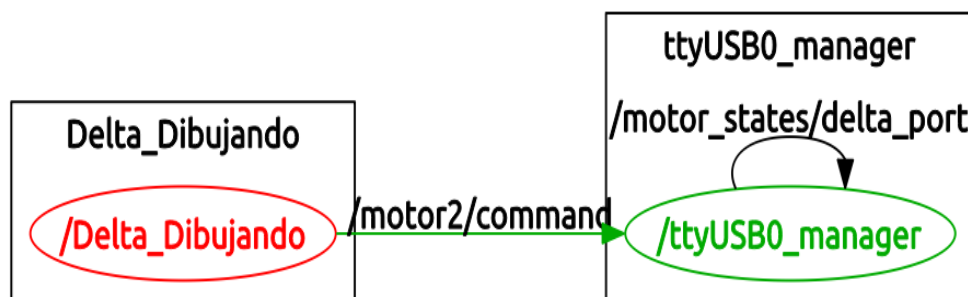 ttyUSB0_manager
/motor_states/delta_port
Delta_Dibujando
/Delta_Dibujando
/motor2/command
/ttyUSB0_manager